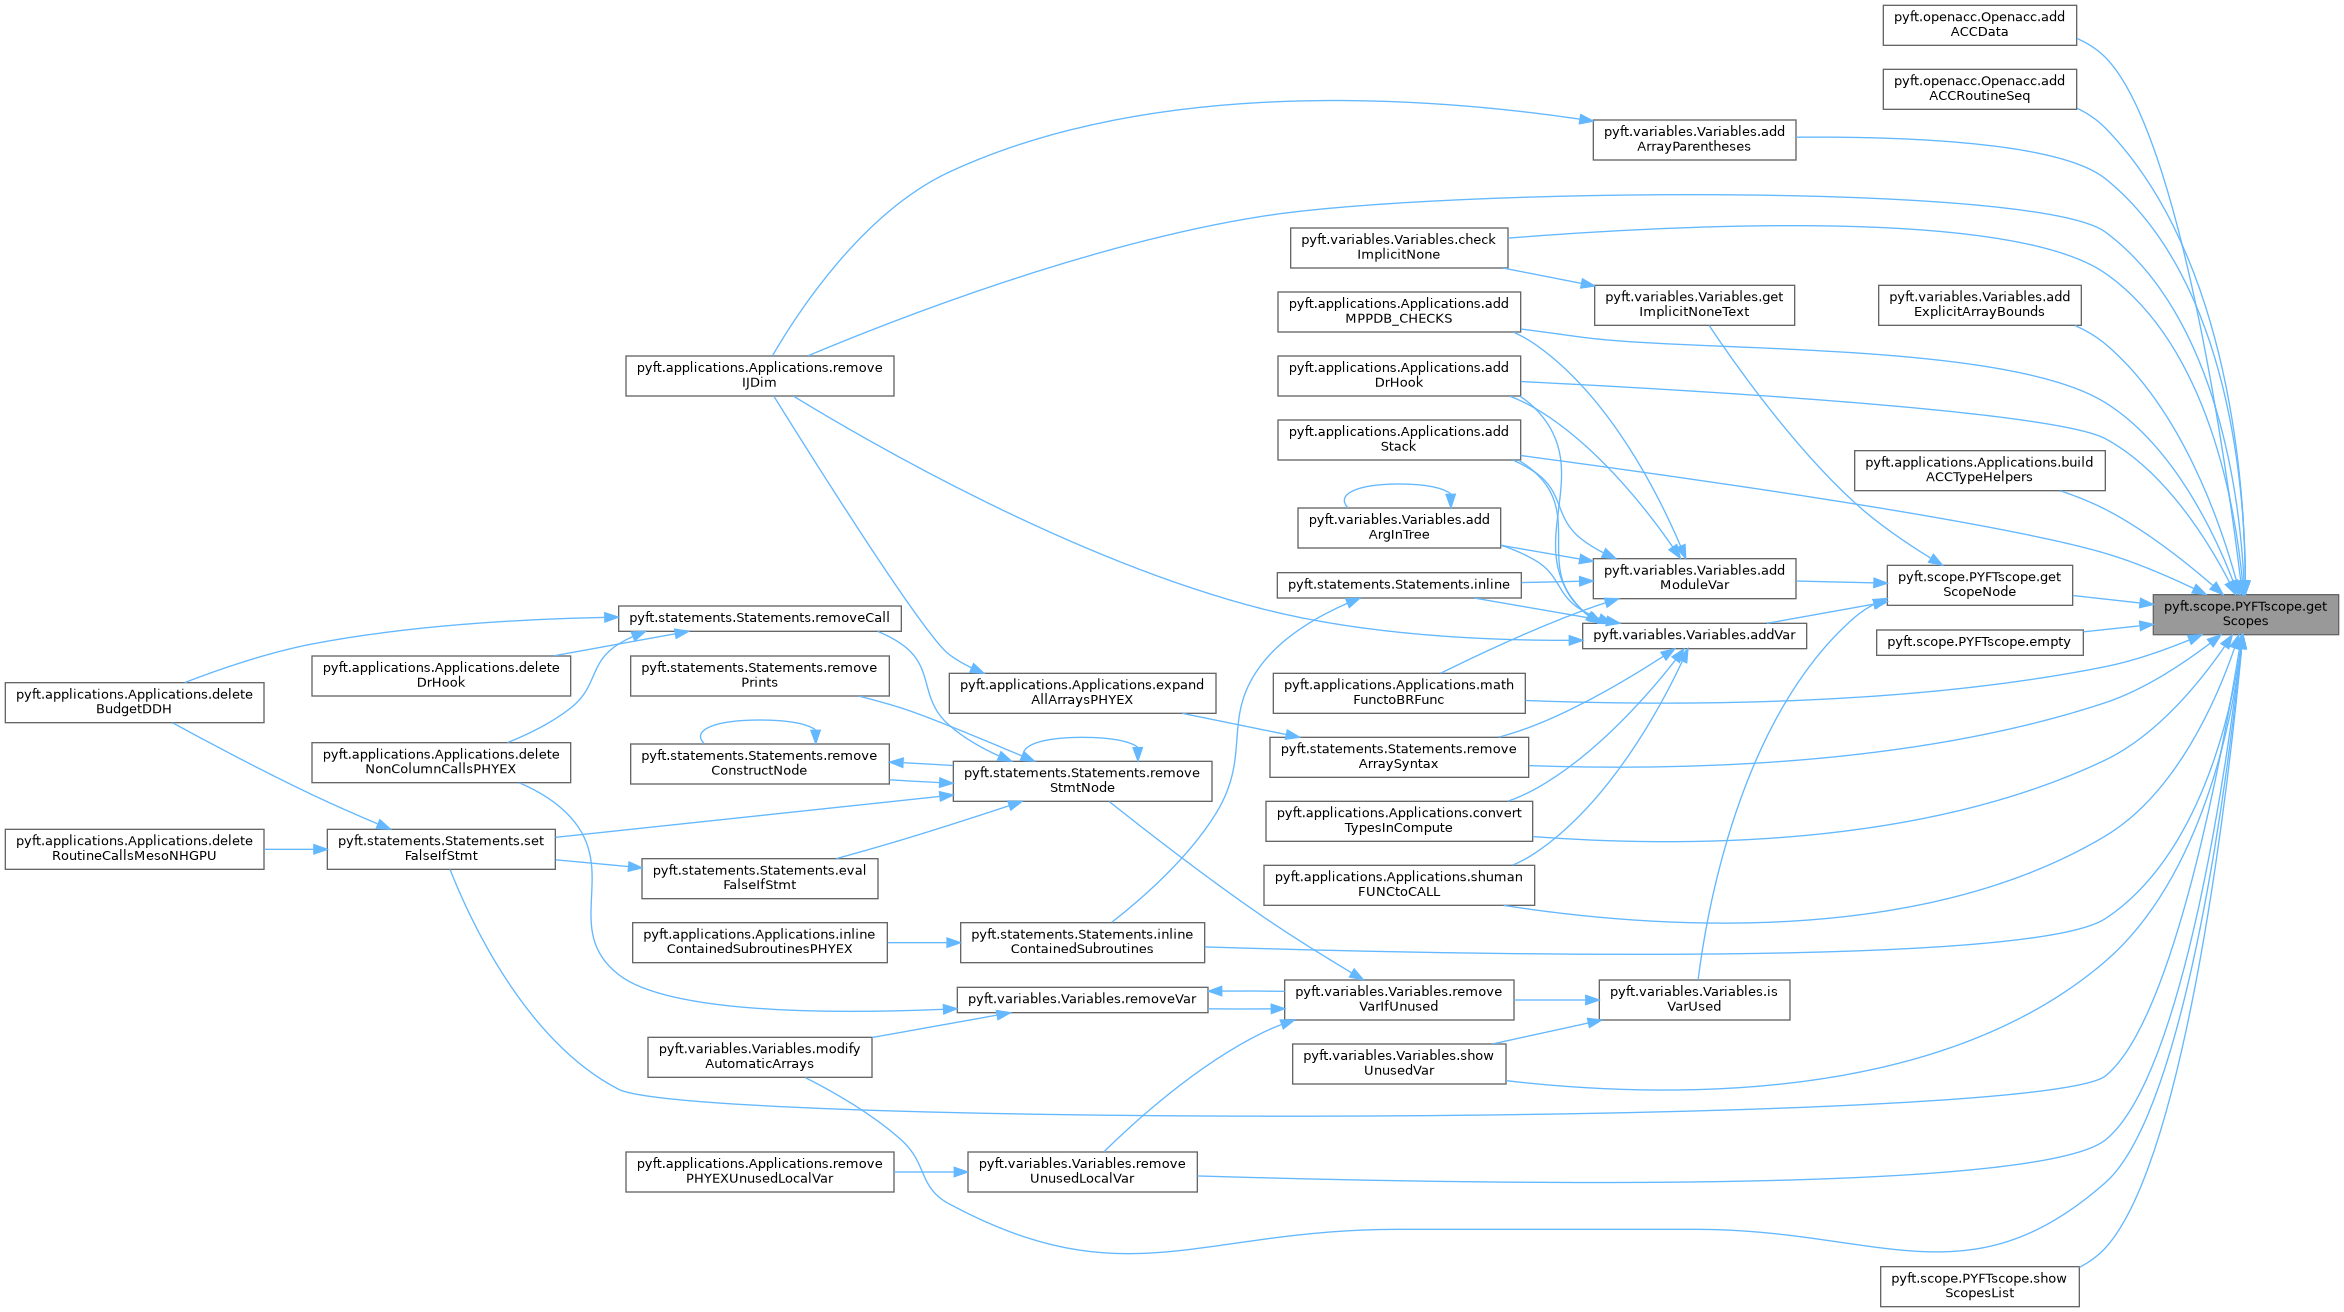 pyft.openacc.Openacc.add
ACCData
pyft.openacc.Openacc.add
ACCRoutineSeq
pyft.variables.Variables.add
ArrayParentheses
pyft.variables.Variables.check
ImplicitNone
pyft.variables.Variables.get
ImplicitNoneText
pyft.variables.Variables.add
ExplicitArrayBounds
pyft.applications.Applications.add
MPPDB_CHECKS
pyft.applications.Applications.remove
IJDim
pyft.applications.Applications.add
DrHook
pyft.applications.Applications.add
Stack
pyft.applications.Applications.build
ACCTypeHelpers
pyft.variables.Variables.add
ArgInTree
pyft.variables.Variables.add
ModuleVar
pyft.scope.PYFTscope.get
ScopeNode
pyft.statements.Statements.inline
pyft.scope.PYFTscope.get
Scopes
pyft.statements.Statements.removeCall
pyft.variables.Variables.addVar
pyft.scope.PYFTscope.empty
pyft.applications.Applications.delete
DrHook
pyft.statements.Statements.remove
Prints
pyft.applications.Applications.expand
AllArraysPHYEX
pyft.applications.Applications.math
FunctoBRFunc
pyft.applications.Applications.delete
BudgetDDH
pyft.applications.Applications.delete
NonColumnCallsPHYEX
pyft.statements.Statements.remove
ConstructNode
pyft.statements.Statements.remove
StmtNode
pyft.statements.Statements.remove
ArraySyntax
pyft.applications.Applications.convert
TypesInCompute
pyft.applications.Applications.delete
RoutineCallsMesoNHGPU
pyft.statements.Statements.set
FalseIfStmt
pyft.statements.Statements.eval
FalseIfStmt
pyft.applications.Applications.shuman
FUNCtoCALL
pyft.applications.Applications.inline
ContainedSubroutinesPHYEX
pyft.statements.Statements.inline
ContainedSubroutines
pyft.variables.Variables.removeVar
pyft.variables.Variables.remove
VarIfUnused
pyft.variables.Variables.is
VarUsed
pyft.variables.Variables.modify
AutomaticArrays
pyft.variables.Variables.show
UnusedVar
pyft.applications.Applications.remove
PHYEXUnusedLocalVar
pyft.variables.Variables.remove
UnusedLocalVar
pyft.scope.PYFTscope.show
ScopesList